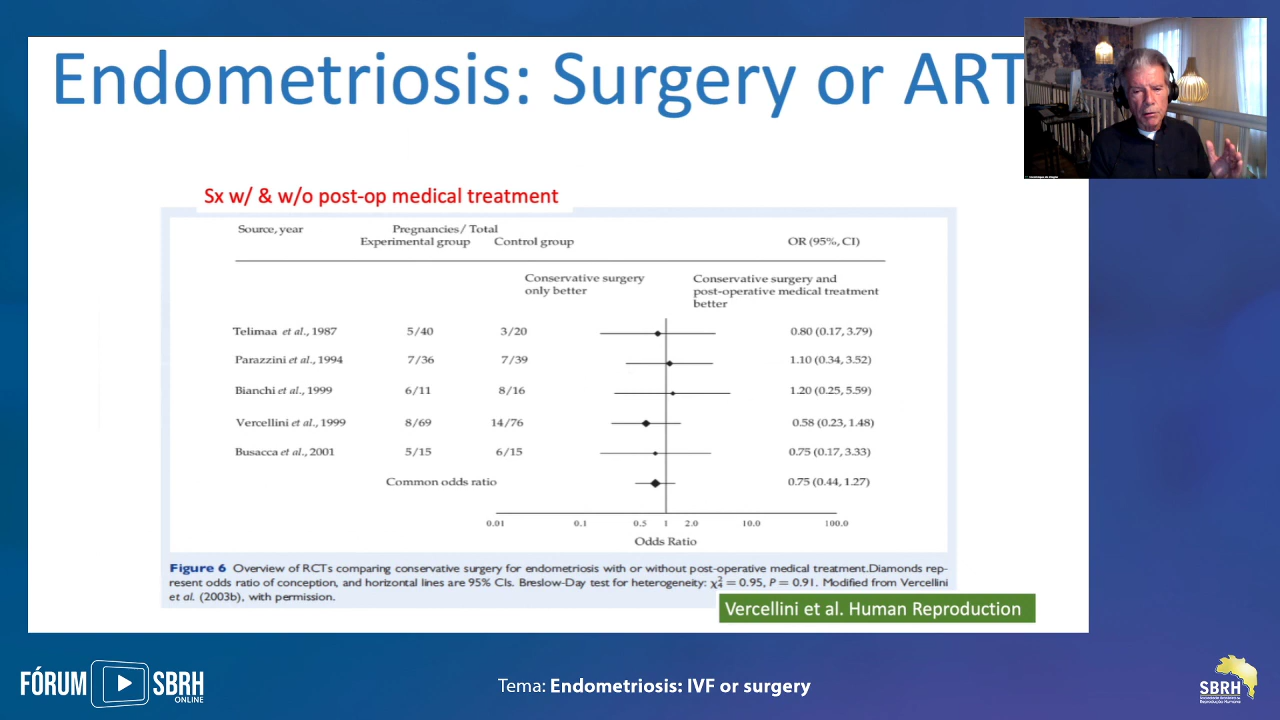 Endometriosis: Surgery or ART
Sx w/ & w/o post-op medical treatment
Source, year
Pregnancies/ Total
Experimental group
Control group
OR (95%, CI)
Conservative surgery
only better
Conservative surgery and
post-operative medical treatment
better
Telimaa et al., 1987 5/40 3/20 0.80 (0.17, 3.79)
Parazzini et al., 1994 7/36 7/39 1.10 (0.34, 3.52)
Bianchi et al., 1999 6/11 8/16 1.20 (0.25, 5.59)
Vercellini et al., 1999 8/69 14/76 0.58 (0.23, 1.48)
Busacca et al., 2001 5/15 6/15 0.75 (0.17, 3.33)
Common odds ratio 0.75 (0.44, 1.27)
0.01 0.1 0.5 1 2.0 10.0 100.0
Odds Ratio
Figure 6 Overview of RCTs comparing conservative surgery for endometriosis with or without post-operative medical treatment.Diamonds rep-
resent odds ratio of conception, and horizontal lines are 95% CIs. Breslow-Day test for heterogeneity: χ²₄ = 0.95, P = 0.91. Modified from Vercellini
et al. (2003b), with permission.
Vercellini et al. Human Reproduction
FÓRUM SBRH
ONLINE
Tema: Endometriosis: IVF or surgery
SBRH